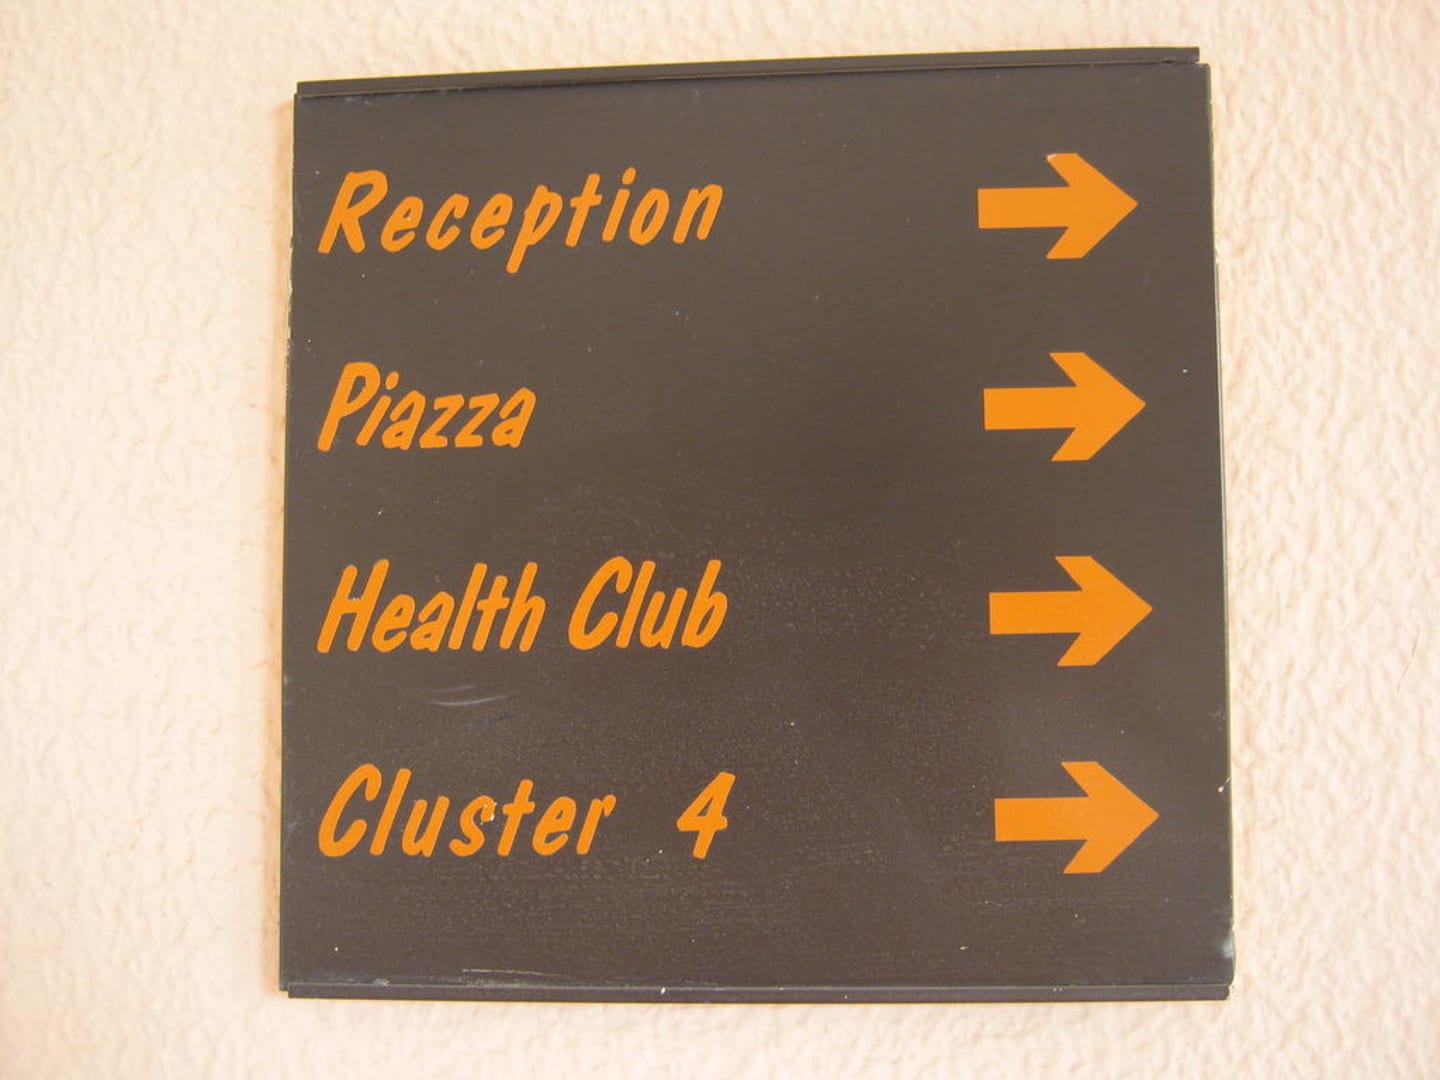 Reception
Piazza
Health Club
Cluster 4